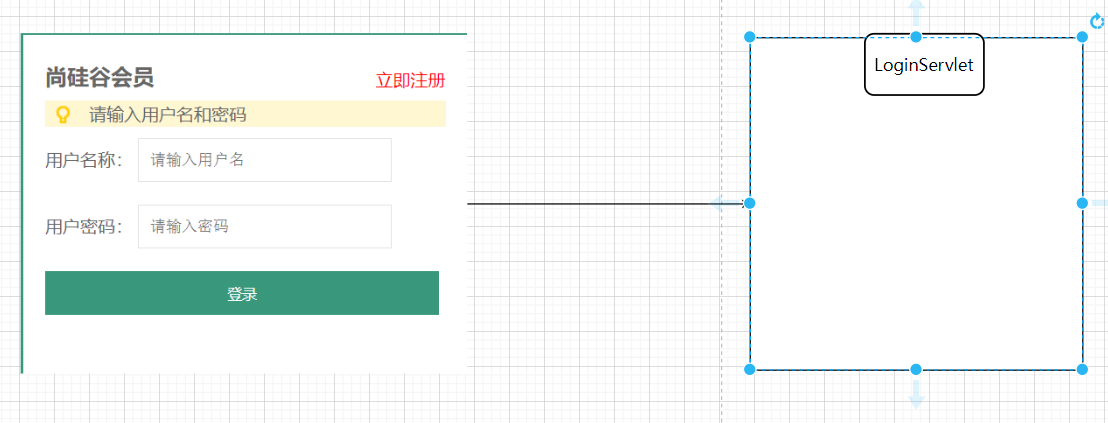 尚硅谷会员
立即注册
请输入用户名和密码
用户名称：
请输入用户名
用户密码：
请输入密码
登录
LoginServlet